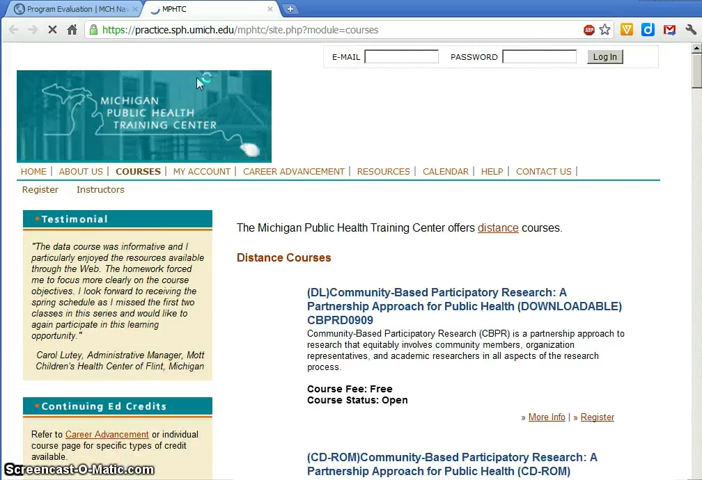 Program Evaluation | MCH Nav
MPHTC
https://practice.sph.umich.edu/mphtc/site.php?module=courses
E-MAIL
PASSWORD
Log In
MICHIGAN
PUBLIC HEALTH
TRAINING CENTER
HOME | ABOUT US | COURSES | MY ACCOUNT | CAREER ADVANCEMENT | RESOURCES | CALENDAR | HELP | CONTACT US |
Register Instructors
Testimonial
"The data course was informative and I
particularly enjoyed the resources available
through the Web. The homework forced
me to focus more clearly on the course
objectives. I look forward to receiving the
spring schedule as I missed the first two
classes in this series and would like to
again participate in this learning
opportunity."
Carol Lutey, Administrative Manager, Mott
Children's Health Center of Flint, Michigan
Continuing Ed Credits
Refer to Career Advancement or individual
course page for specific types of credit
available.
The Michigan Public Health Training Center offers distance courses.
Distance Courses
(DL)Community-Based Participatory Research: A
Partnership Approach for Public Health (DOWNLOADABLE)
CBPRD0909
Community-Based Participatory Research (CBPR) is a partnership approach to
research that equitably involves community members, organization
representatives, and academic researchers in all aspects of the research
process.
Course Fee: Free
Course Status: Open
» More Info | » Register
(CD-ROM)Community-Based Participatory Research: A
Partnership Approach for Public Health (CD-ROM)
Screencast-O-Matic.com